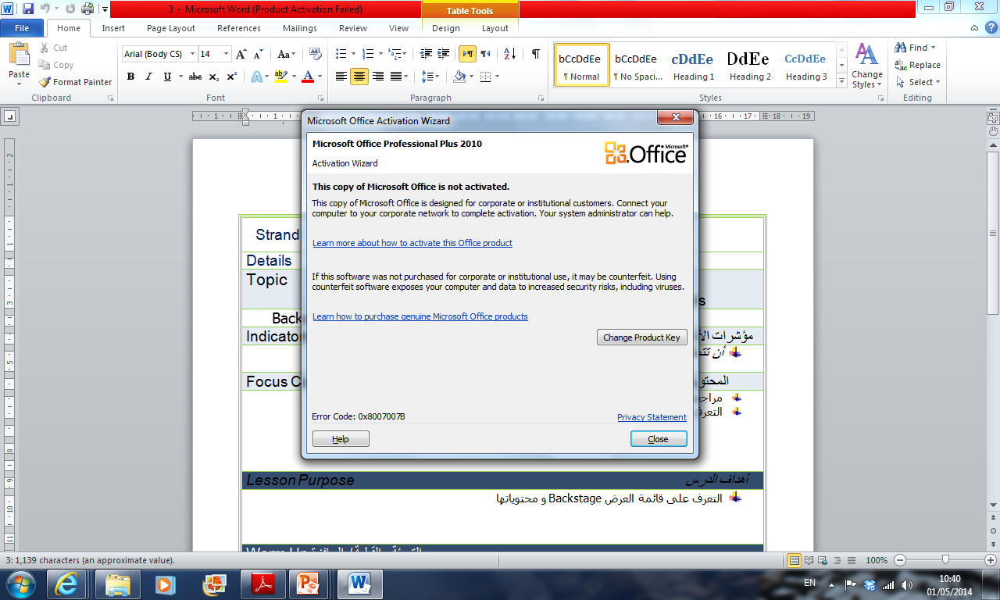 3 - Microsoft Word (Product Activation Failed)
Table Tools
File Home Insert Page Layout References Mailings Review View Design Layout
Paste
Cut
Copy
Format Painter
Clipboard
Arial (Body CS) 14
Font
Paragraph
bCcDdEe bCcDdEe cDdEe DdEe CcDdEe
¶ Normal ¶ No Spaci... Heading 1 Heading 2 Heading 3
Change Styles
Styles
Find
Replace
Select
Editing
Microsoft Office Activation Wizard
Microsoft Office Professional Plus 2010
Microsoft® Office
Activation Wizard
This copy of Microsoft Office is not activated.
This copy of Microsoft Office is designed for corporate or institutional customers. Connect your
computer to your corporate network to complete activation. Your system administrator can help.
Learn more about how to activate this Office product
If this software was not purchased for corporate or institutional use, it may be counterfeit. Using
counterfeit software exposes your computer and data to increased security risks, including viruses.
Learn how to purchase genuine Microsoft Office products
Change Product Key
Error Code: 0x8007007B
Privacy Statement
Help
Close
Strand
Details
Topic
Back
Indicato
مؤشرات الأ
أن تت
Focus C
المحتو
مراج
التعرف
Lesson Purpose أهداف الدرس
التعرف على قائمة العرض Backstage و محتوياتها
3: 1,139 characters (an approximate value).
100%
EN
10:40
01/05/2014